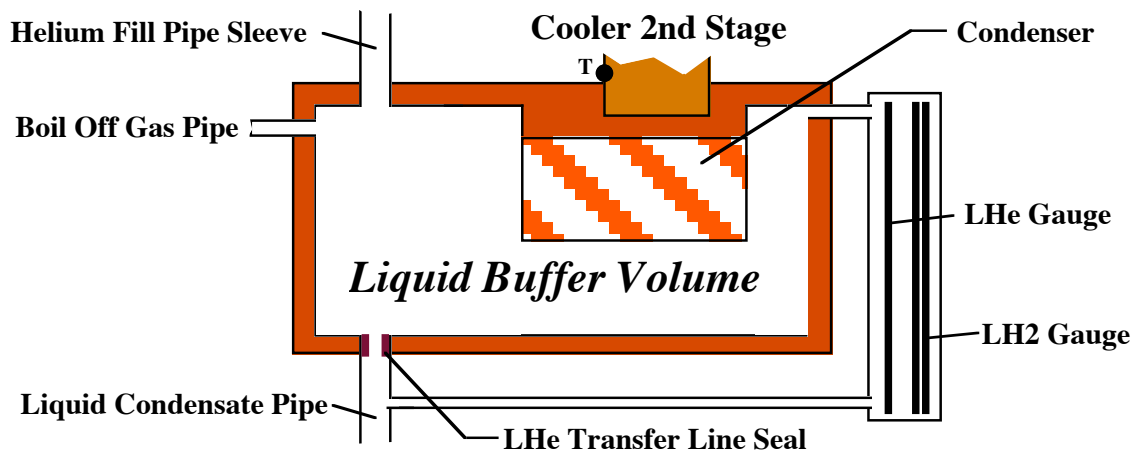 Helium Fill Pipe Sleeve
Cooler 2nd Stage
Condenser
T
Boil Off Gas Pipe
LHe Gauge
Liquid Buffer Volume
LH2 Gauge
Liquid Condensate Pipe
LHe Transfer Line Seal